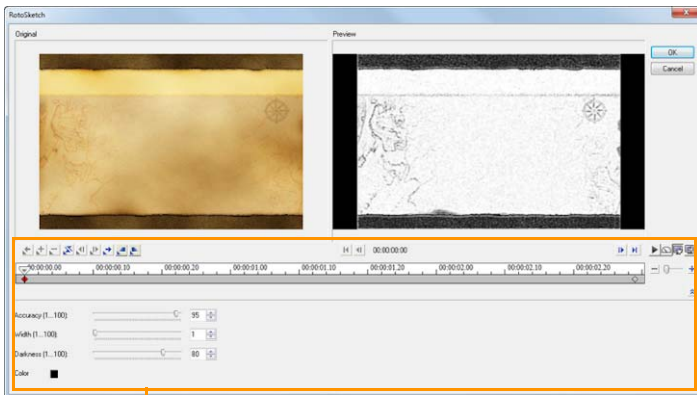 RotoSketch
Original
Preview
OK
Cancel
00:00:00:00
00:00:00.00 00:00:00.10 00:00:00.20 00:00:01.00 00:00:01.10 00:00:01.20 00:00:02.00 00:00:02.10 00:00:02.20
Accuracy (1...100): 95
Width (1...100): 1
Darkness (1...100): 80
Color